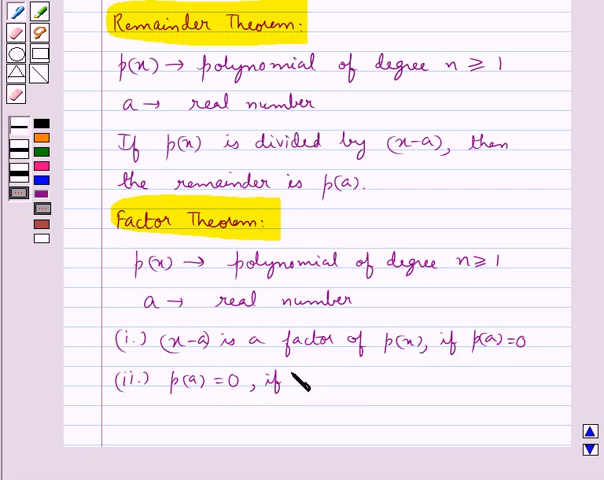 Remainder Theorem:
p(x) → polynomial of degree n ⩾ 1
a → real number
If p(x) is divided by (x-a), then
the remainder is p(a).
Factor Theorem:
p(x) → polynomial of degree n ⩾ 1
a → real number
(i.) (x-a) is a factor of p(x), if p(a)=0
(ii.) p(a) = 0, if